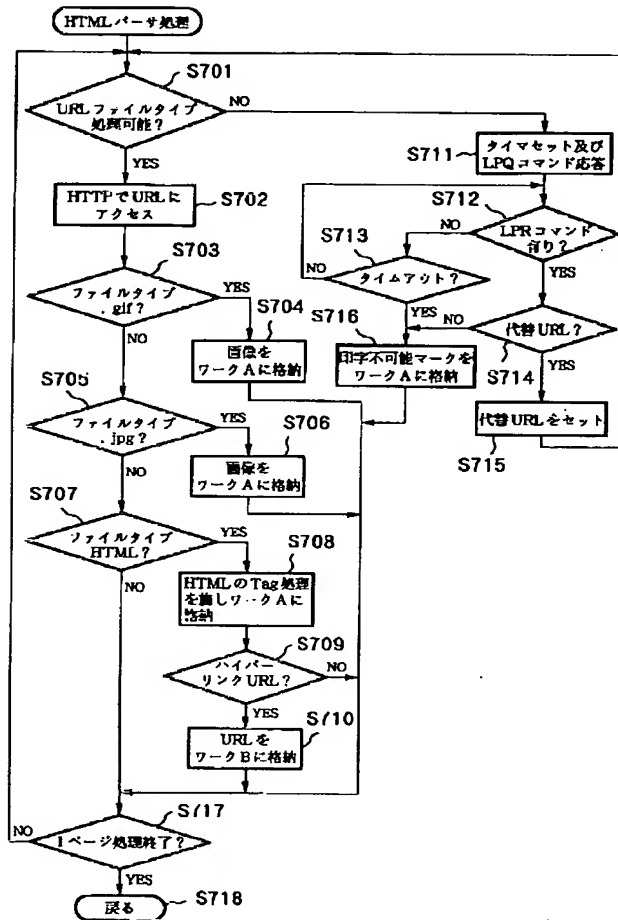 HTMLパーサ処理
S701
URLファイルタイプ
処理可能?
NO
YES
S711
タイマセット及び
LPQコマンド応答
HTTPでURLに
アクセス
S702
S712
LPRコマンド
有り?
NO
YES
S713
タイムアウト?
NO
YES
S703
ファイルタイプ
.gif?
YES
NO
S704
画像を
ワークAに格納
S716
印字不可能マークを
ワークAに格納
代替URL?
NO
S714
YES
代替URLをセット
S715
S705
ファイルタイプ
.jpg?
YES
NO
S706
画像を
ワークAに格納
S707
ファイルタイプ
HTML?
YES
NO
S708
HTMLのTag処理
を施しワークAに
格納
S709
ハイパー
リンクURL?
NO
YES
S710
URLを
ワークBに格納
S717
1ページ処理終了?
NO
YES
戻る
S718